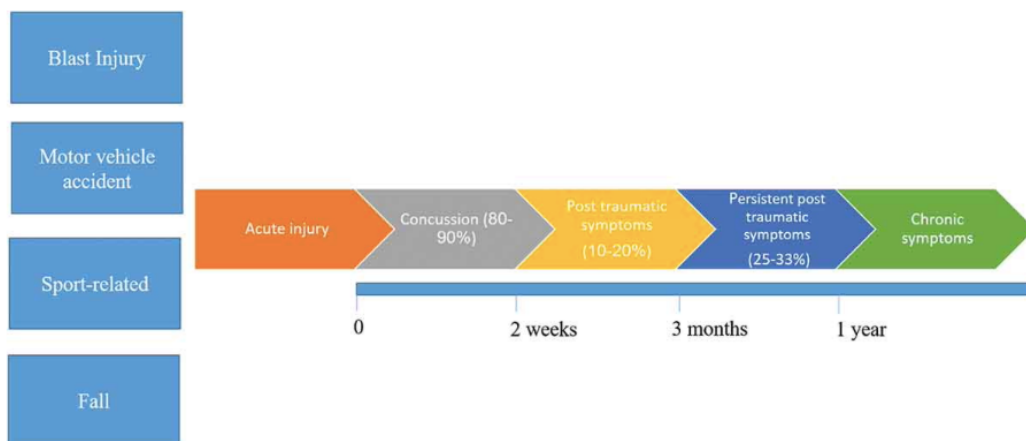 Blast Injury
Motor vehicle
accident
Sport-related
Fall
Acute injury
Concussion (80-
90%)
Post traumatic
symptoms
(10-20%)
Persistent post
traumatic
symptoms
(25-33%)
Chronic
symptoms
0
2 weeks
3 months
1 year